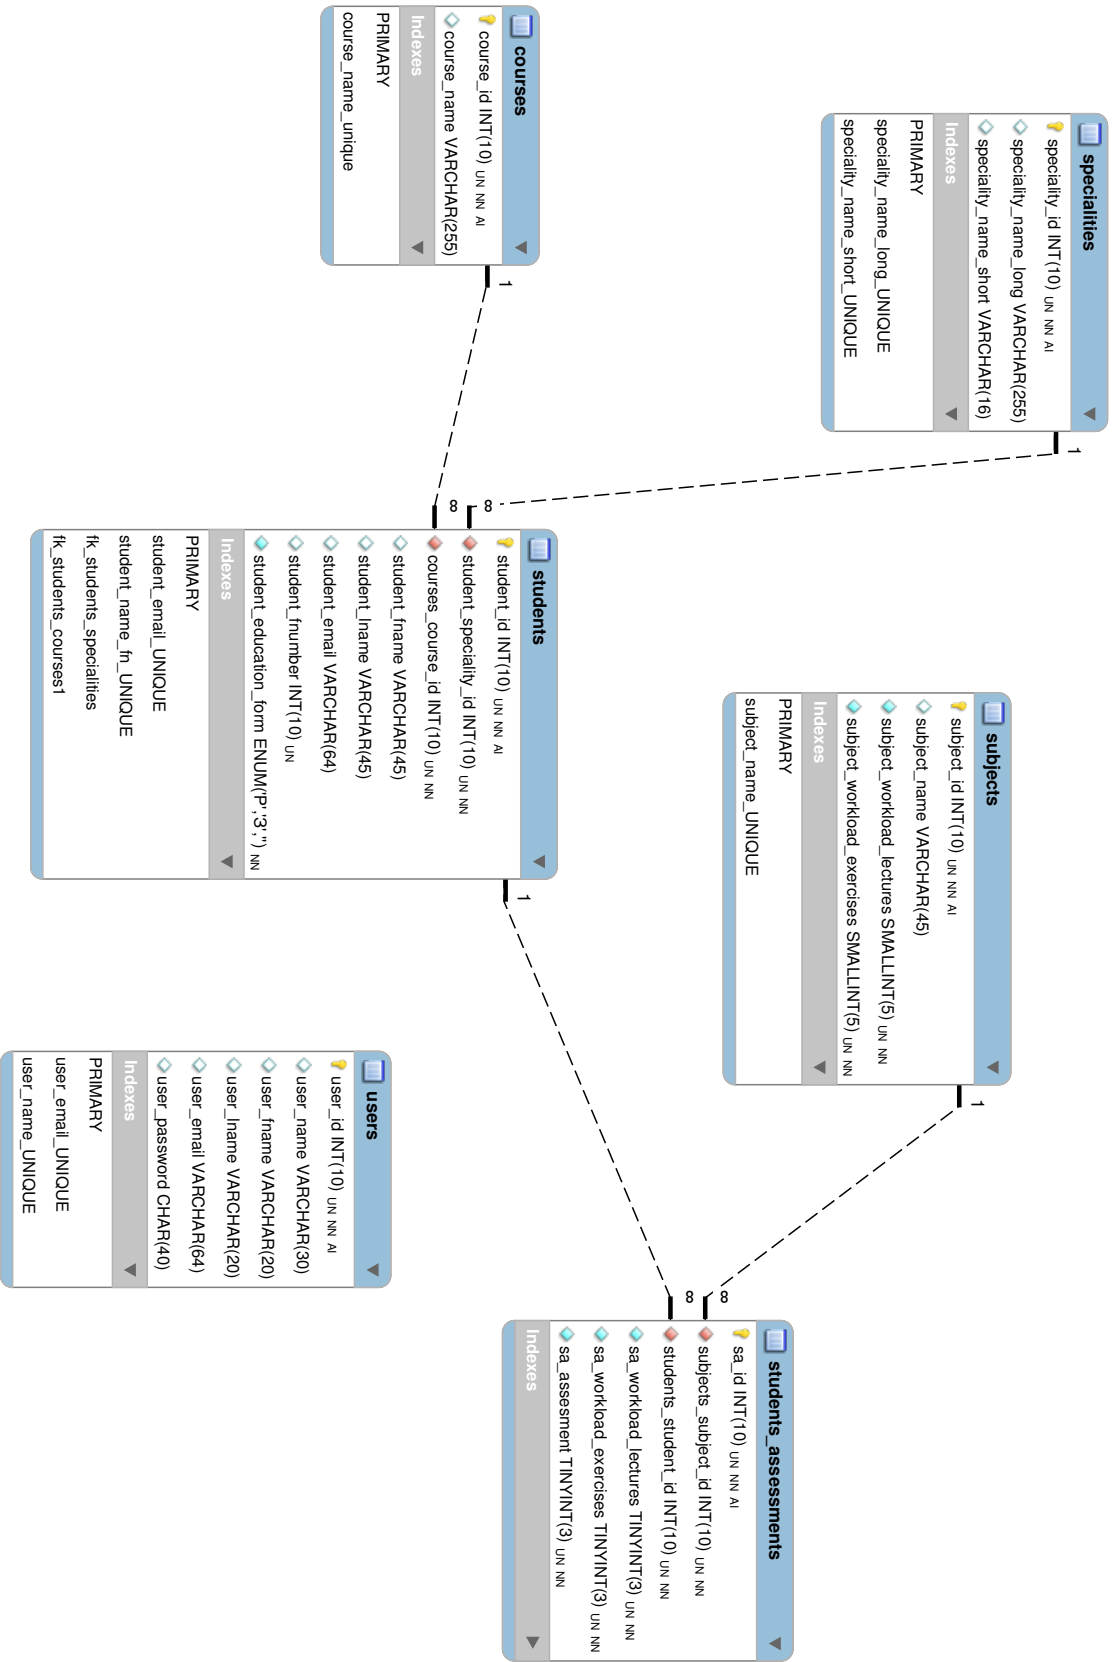 specialities
speciality_id INT(10) UN NN AI
speciality_name_long VARCHAR(255)
speciality_name_short VARCHAR(16)
Indexes
PRIMARY
speciality_name_long_UNIQUE
speciality_name_short_UNIQUE
1
∞
subjects
subject_id INT(10) UN NN AI
subject_name VARCHAR(45)
subject_workload_lectures SMALLINT(5) UN NN
subject_workload_exercises SMALLINT(5) UN NN
Indexes
PRIMARY
subject_name_UNIQUE
1
∞
students_assessments
sa_id INT(10) UN NN AI
subjects_subject_id INT(10) UN NN
students_student_id INT(10) UN NN
sa_workload_lectures TINYINT(3) UN NN
sa_workload_exercises TINYINT(3) UN NN
sa_assesment TINYINT(3) UN NN
Indexes
courses
course_id INT(10) UN NN AI
course_name VARCHAR(255)
Indexes
PRIMARY
course_name_unique
1
∞
students
student_id INT(10) UN NN AI
student_speciality_id INT(10) UN NN
courses_course_id INT(10) UN NN
student_fname VARCHAR(45)
student_lname VARCHAR(45)
student_email VARCHAR(64)
student_fnumber INT(10) UN
student_education_form ENUM('P','3','') NN
Indexes
PRIMARY
student_email_UNIQUE
student_name_fn_UNIQUE
fk_students_specialities
fk_students_courses1
1
∞
users
user_id INT(10) UN NN AI
user_name VARCHAR(30)
user_fname VARCHAR(20)
user_lname VARCHAR(20)
user_email VARCHAR(64)
user_password CHAR(40)
Indexes
PRIMARY
user_email_UNIQUE
user_name_UNIQUE